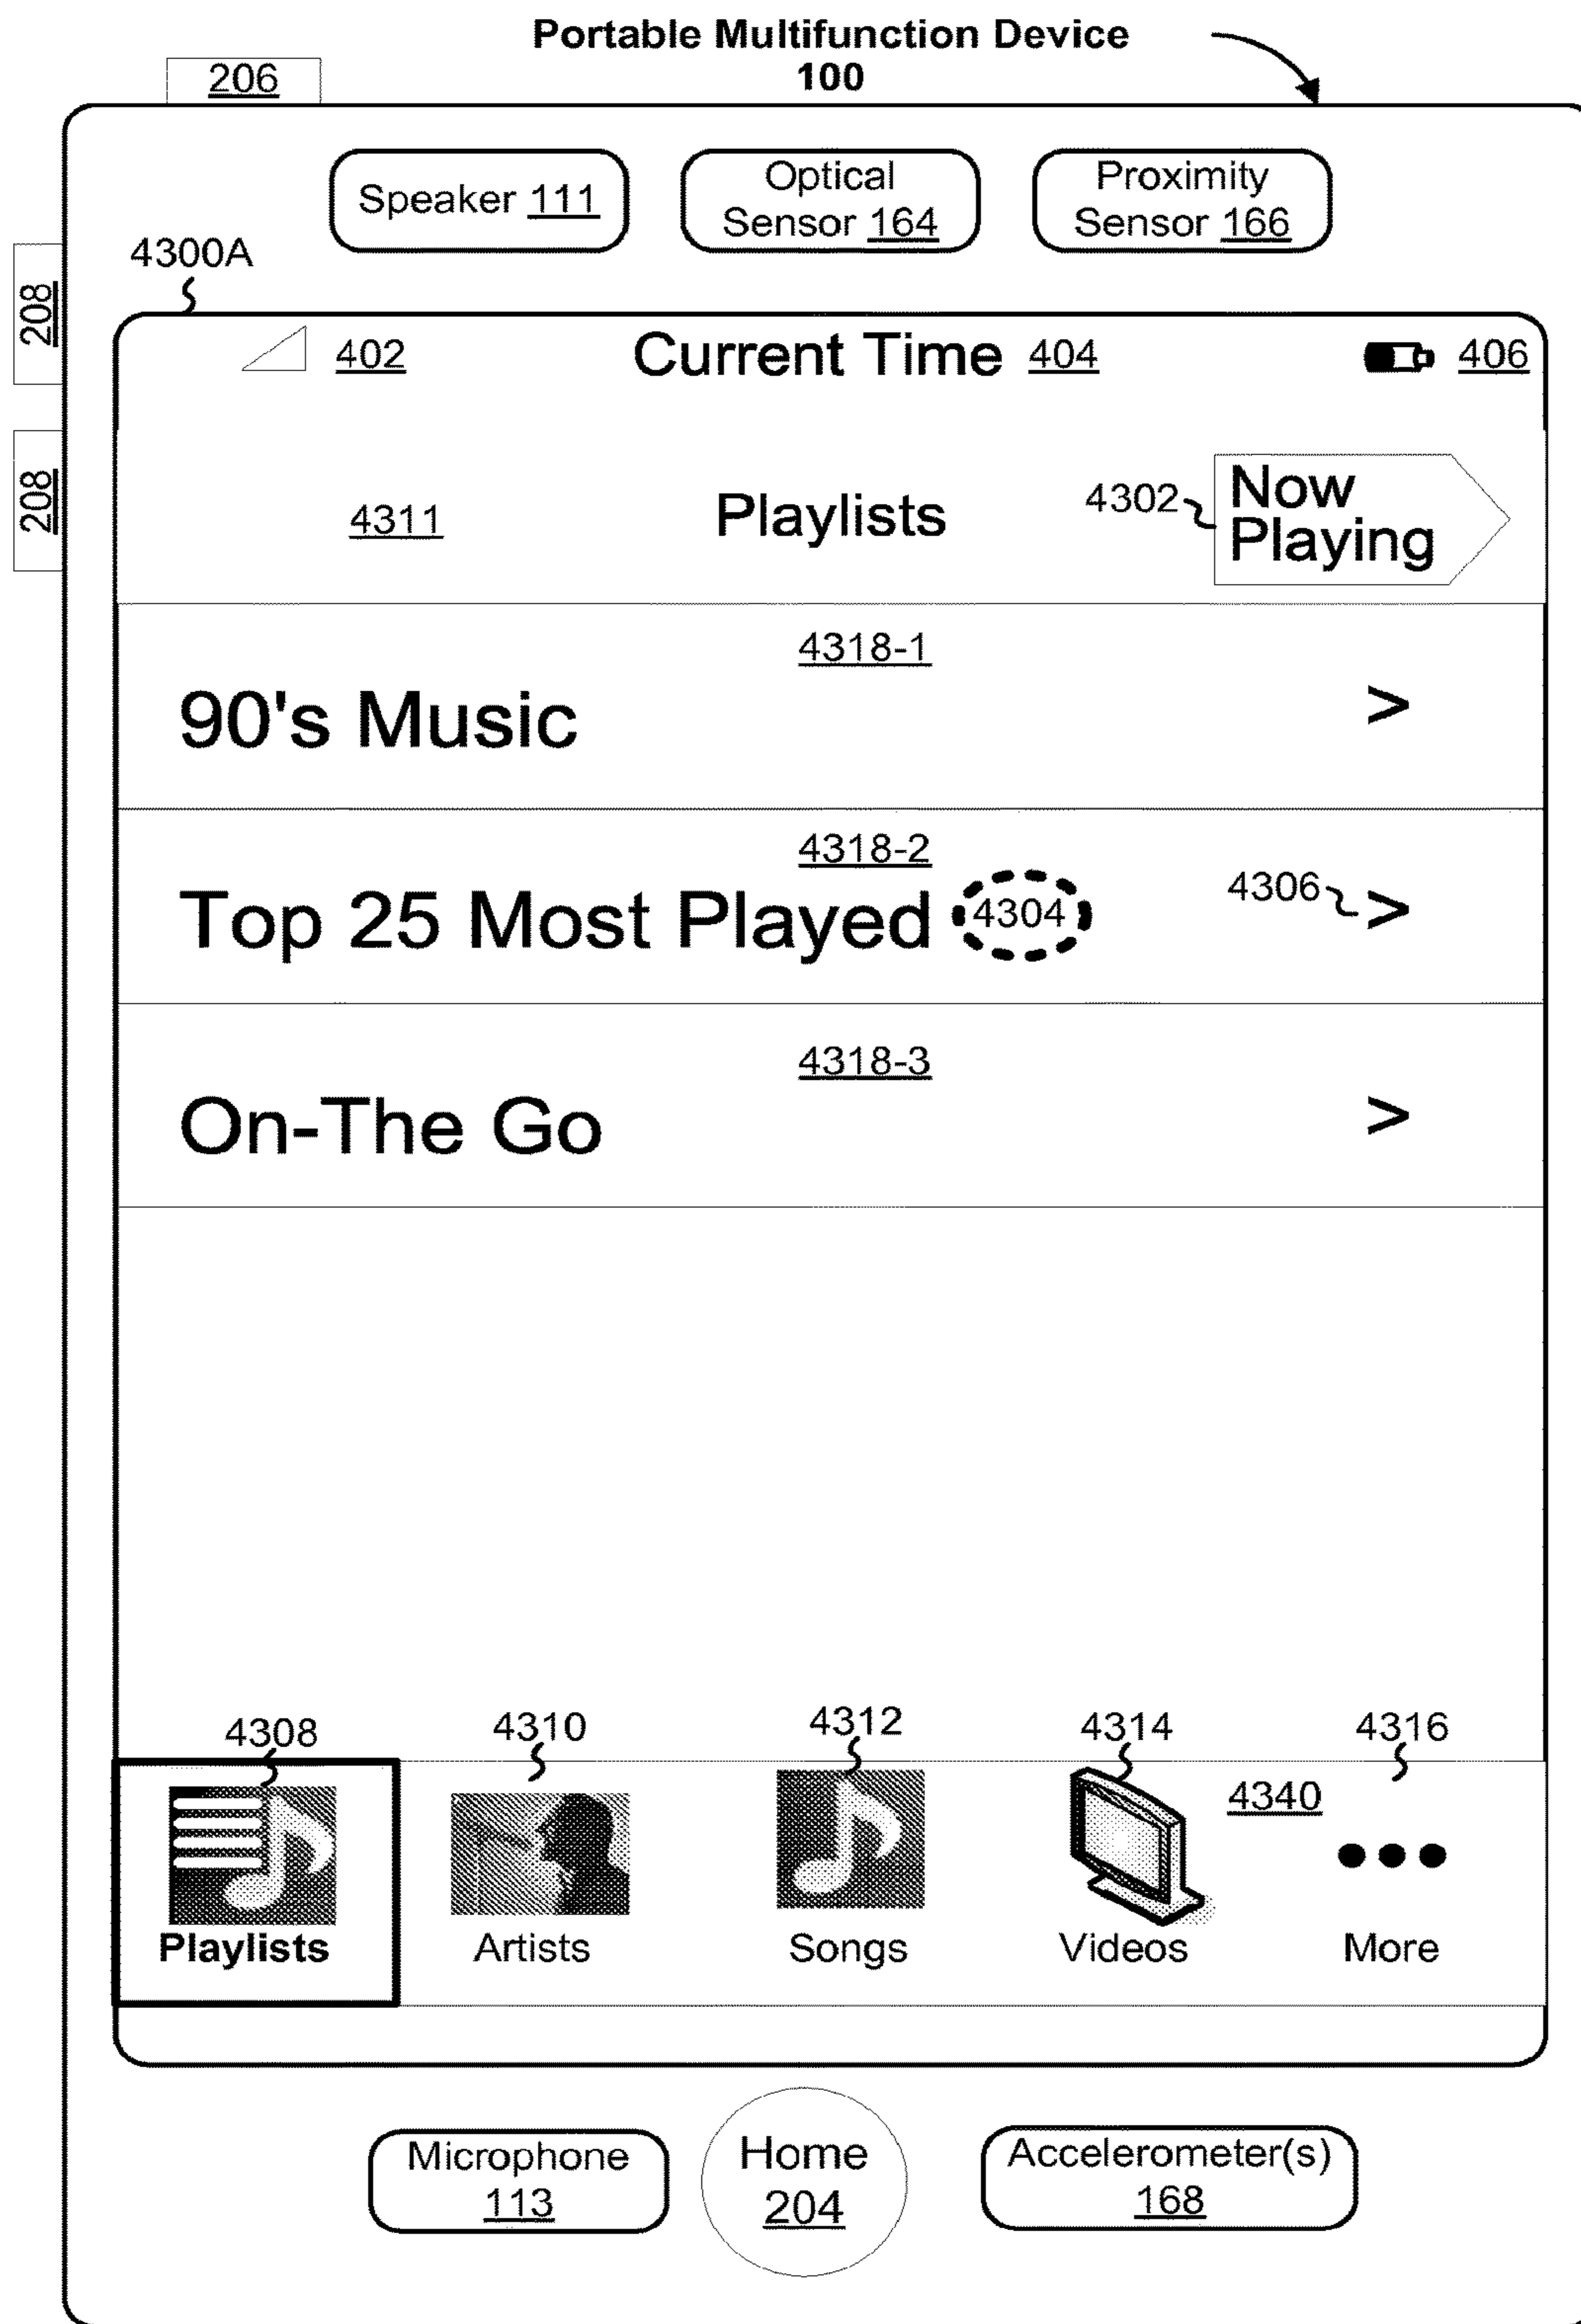 Portable Multifunction Device
100
206
Speaker 111
Optical
Sensor 164
Proximity
Sensor 166
4300A
208
402
Current Time 404
406
208
4311
Playlists
4302
Now
Playing
4318-1
90's Music
>
4318-2
Top 25 Most Played
4304
4306
>
4318-3
On-The Go
>
4308
4310
4312
4314
4316
4340
Playlists
Artists
Songs
Videos
More
Microphone
113
Home
204
Accelerometer(s)
168